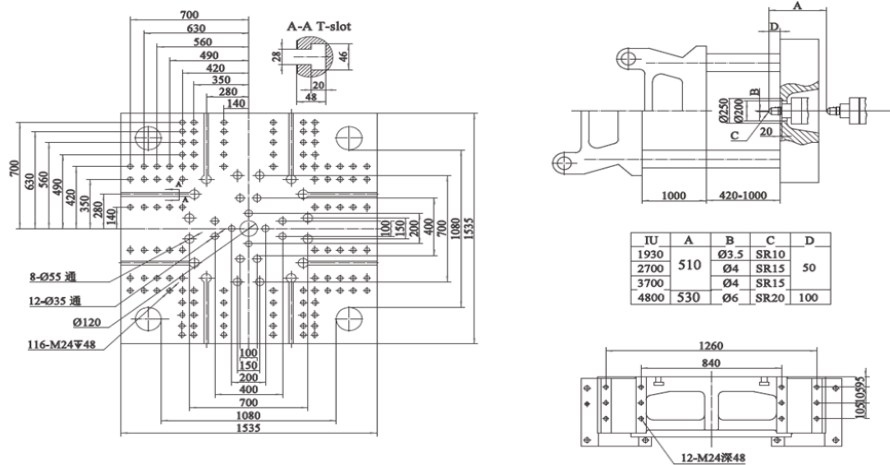 700
630
560
490
420
350
280
140
A-A T-slot
28
46
20
48
700
630
560
490
420
350
280
140
A
A
100
150
200
400
700
1080
1535
8-Ø55 通
12-Ø35 通
Ø120
116-M24↧48
100
150
200
400
700
1080
1535
A
D
B
Ø250
Ø200
C
20
1000
420-1000
IU A B C D
1930 510 Ø3.5 SR10 50
2700 Ø4 SR15
3700 Ø4 SR15
4800 530 Ø6 SR20 100
1260
840
95
105
105
12-M24深48